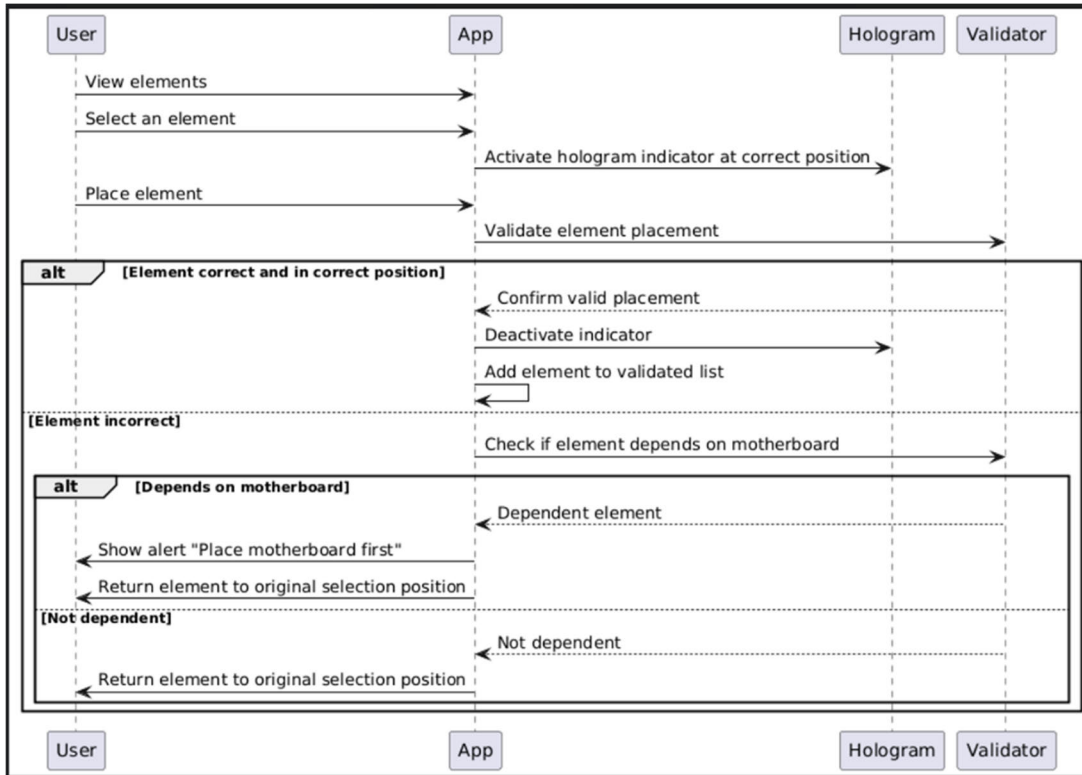 User App Hologram Validator
View elements
Select an element
Activate hologram indicator at correct position
Place element
Validate element placement
alt [Element correct and in correct position]
Confirm valid placement
Deactivate indicator
Add element to validated list
[Element incorrect]
Check if element depends on motherboard
alt [Depends on motherboard]
Dependent element
Show alert "Place motherboard first"
Return element to original selection position
[Not dependent]
Not dependent
Return element to original selection position
User App Hologram Validator